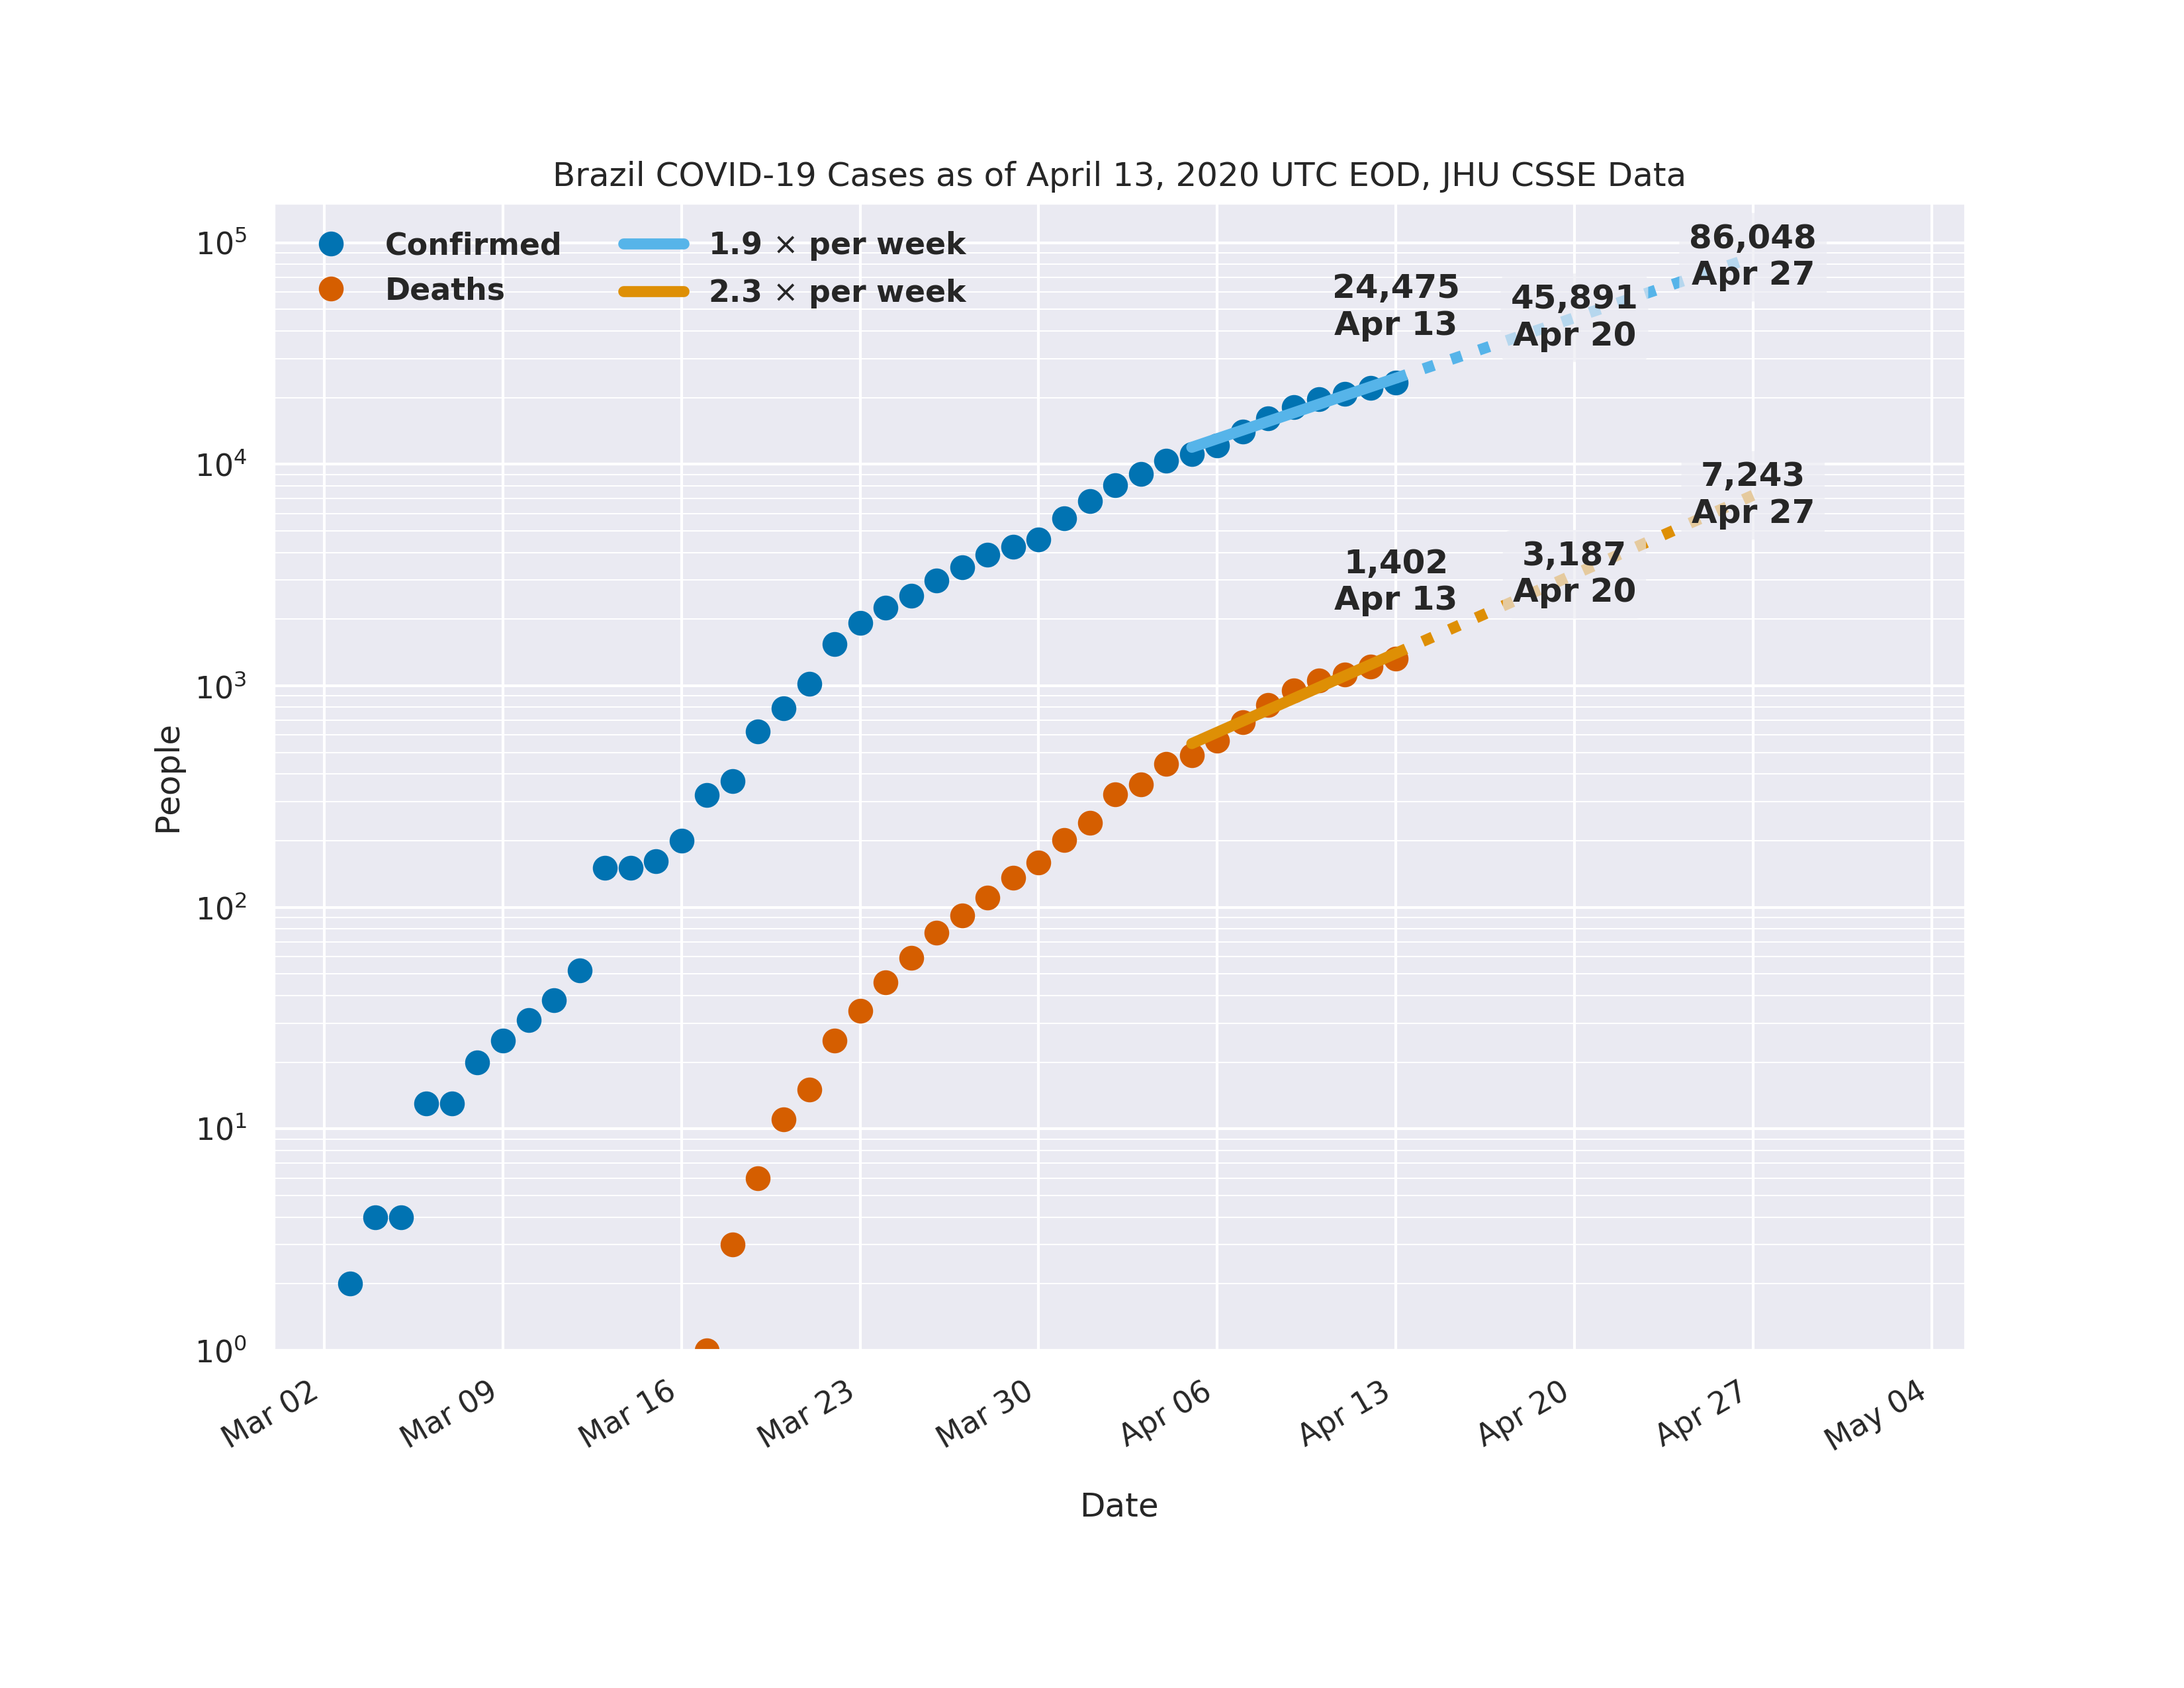 Brazil COVID-19 Cases as of April 13, 2020 UTC EOD, JHU CSSE Data
Confirmed
Deaths
1.9 × per week
2.3 × per week
24,475
Apr 13
45,891
Apr 20
86,048
Apr 27
1,402
Apr 13
3,187
Apr 20
7,243
Apr 27
People
10⁵
10⁴
10³
10²
10¹
10⁰
Mar 02
Mar 09
Mar 16
Mar 23
Mar 30
Apr 06
Apr 13
Apr 20
Apr 27
May 04
Date